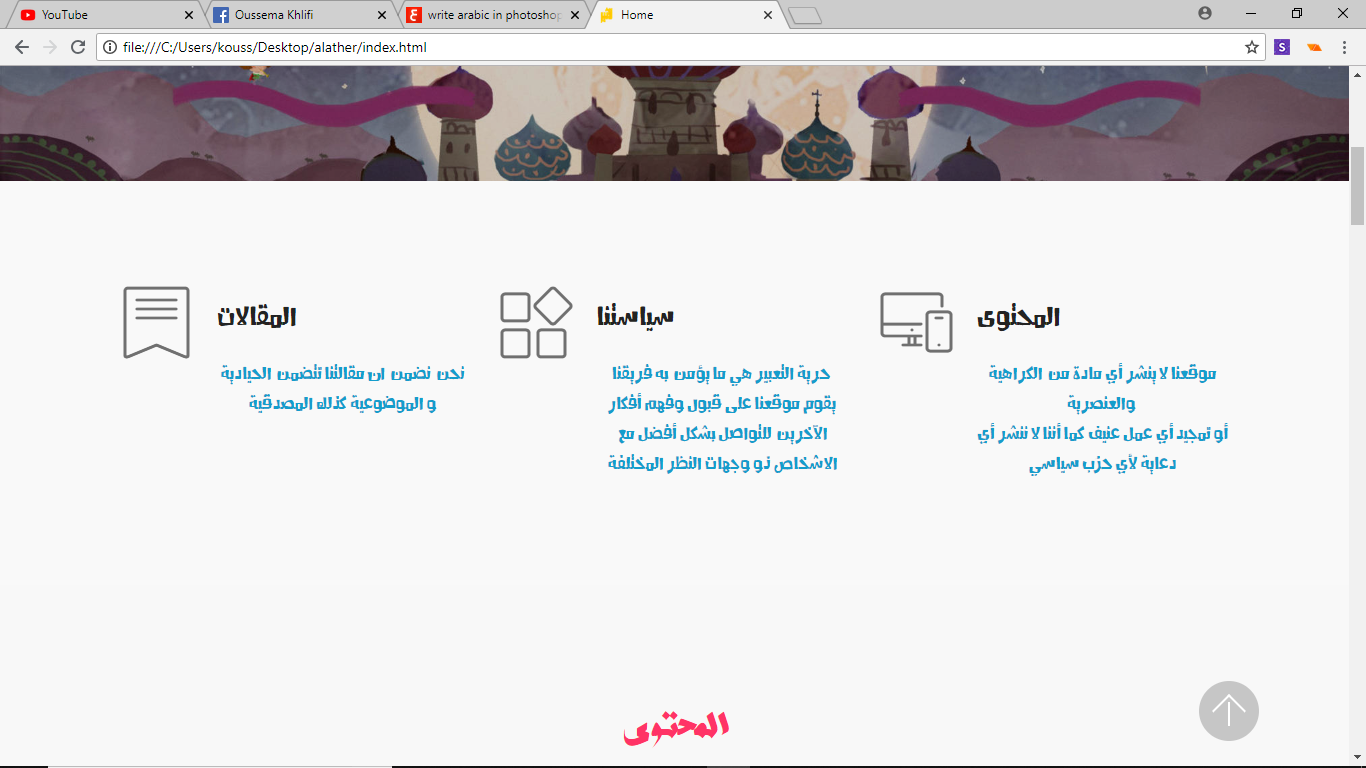 YouTube
Oussema Khlifi
write arabic in photoshop
Home
file:///C:/Users/kouss/Desktop/alather/index.html
المحتوى
موقعنا لا ينشر أي مادة من الكراهية
والعنصرية
أو تمجيد أي عمل عنيف كما أننا لا ننشر أي
دعاية لأي حزب سياسي
سياستنا
حرية التعبير هي ما يؤمن به فريقنا
يقوم موقعنا على قبول وفهم أفكار
الآخرين للتواصل بشكل أفضل مع
الاشخاص ذو وجهات النظر المختلفة
المقالات
نحن نضمن ان مقالتنا تتضمن الحيادية
و الموضوعية كذلك المصدقية
المحتوى